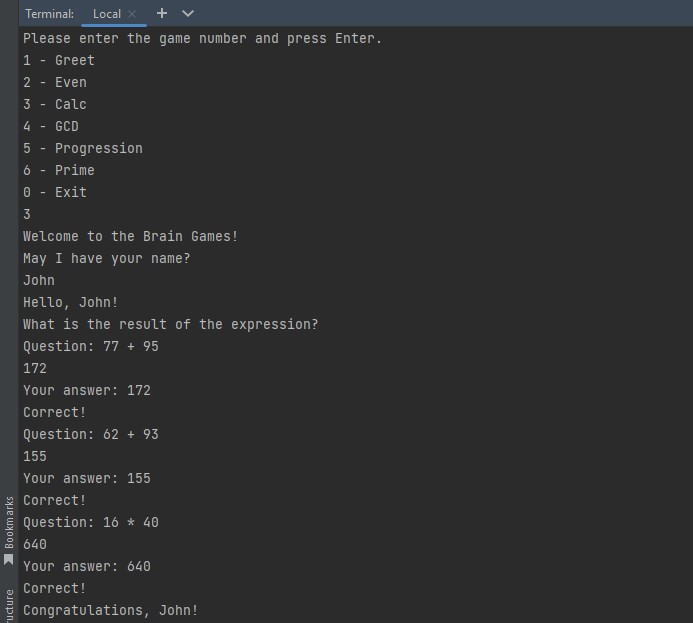 Terminal: Local
Please enter the game number and press Enter.
1 - Greet
2 - Even
3 - Calc
4 - GCD
5 - Progression
6 - Prime
0 - Exit
3
Welcome to the Brain Games!
May I have your name?
John
Hello, John!
What is the result of the expression?
Question: 77 + 95
172
Your answer: 172
Correct!
Question: 62 + 93
155
Your answer: 155
Correct!
Question: 16 * 40
640
Your answer: 640
Correct!
Congratulations, John!
Bookmarks
ructure